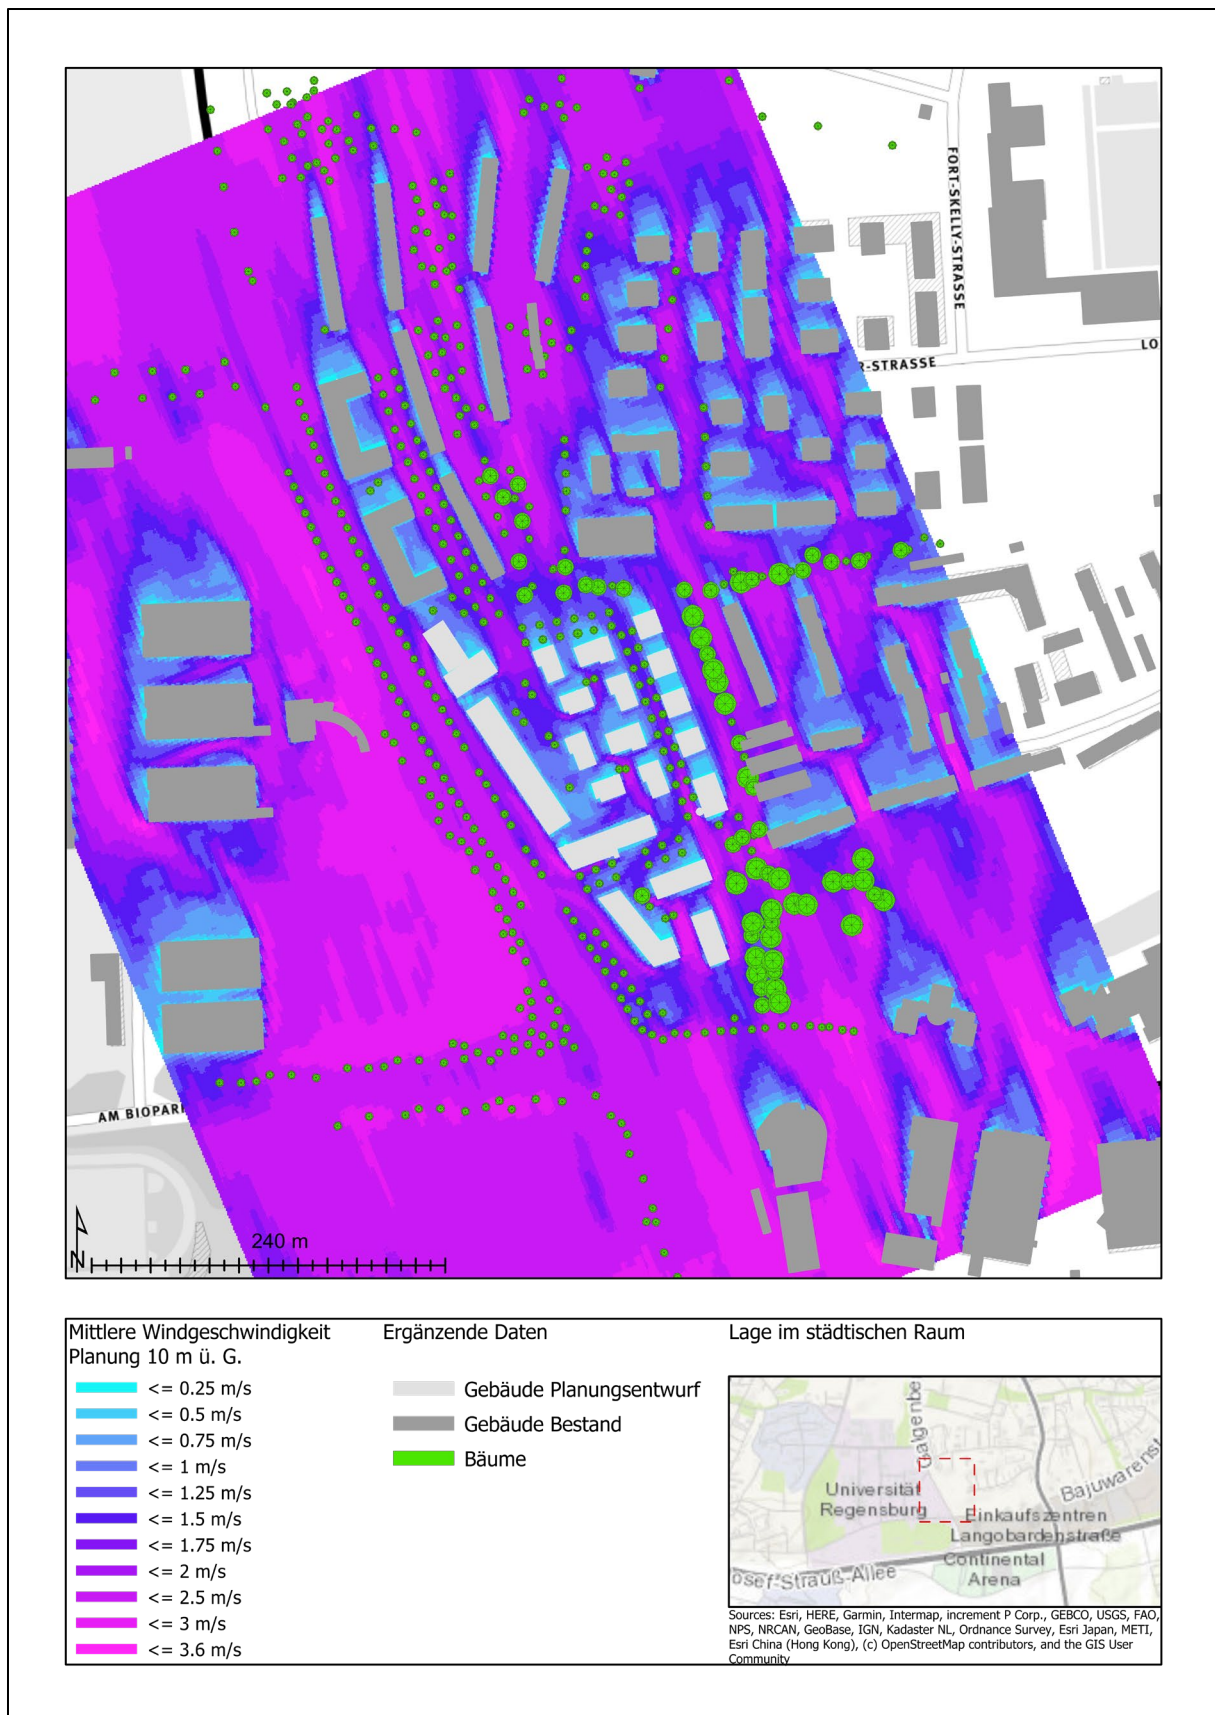 FORT-SKELLY-STRASSE
R-STRASSE
LO
AM BIOPARK
240 m
N
Mittlere Windgeschwindigkeit
Planung 10 m ü. G.
<= 0.25 m/s
<= 0.5 m/s
<= 0.75 m/s
<= 1 m/s
<= 1.25 m/s
<= 1.5 m/s
<= 1.75 m/s
<= 2 m/s
<= 2.5 m/s
<= 3 m/s
<= 3.6 m/s
Ergänzende Daten
Gebäude Planungsentwurf
Gebäude Bestand
Bäume
Lage im städtischen Raum
Galgenbe
Universität
Regensburg
Bajuwarenst
Einkaufszentren
Langobardenstraße
Continental
Arena
osef-Strauß-Allee
Sources: Esri, HERE, Garmin, Intermap, increment P Corp., GEBCO, USGS, FAO,
NPS, NRCAN, GeoBase, IGN, Kadaster NL, Ordnance Survey, Esri Japan, METI,
Esri China (Hong Kong), (c) OpenStreetMap contributors, and the GIS User
Community